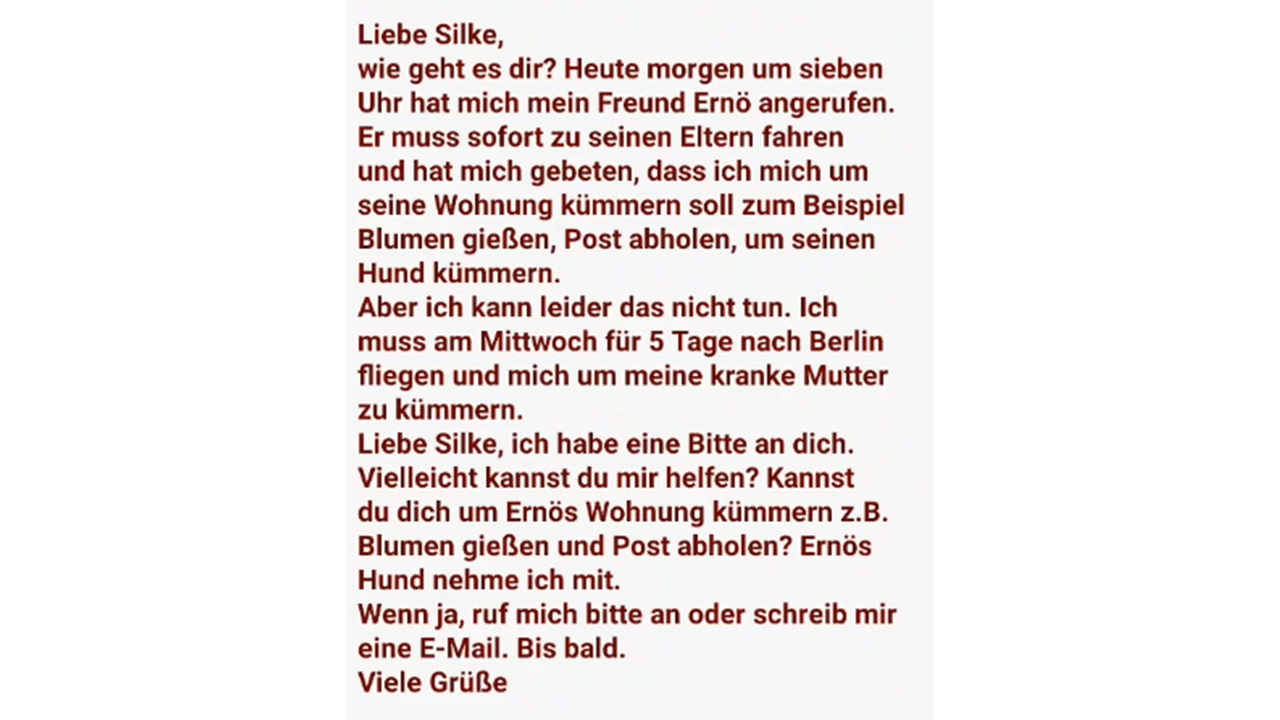 Liebe Silke,
wie geht es dir? Heute morgen um sieben
Uhr hat mich mein Freund Ernö angerufen.
Er muss sofort zu seinen Eltern fahren
und hat mich gebeten, dass ich mich um
seine Wohnung kümmern soll zum Beispiel
Blumen gießen, Post abholen, um seinen
Hund kümmern.
Aber ich kann leider das nicht tun. Ich
muss am Mittwoch für 5 Tage nach Berlin
fliegen und mich um meine kranke Mutter
zu kümmern.
Liebe Silke, ich habe eine Bitte an dich.
Vielleicht kannst du mir helfen? Kannst
du dich um Ernös Wohnung kümmern z.B.
Blumen gießen und Post abholen? Ernös
Hund nehme ich mit.
Wenn ja, ruf mich bitte an oder schreib mir
eine E-Mail. Bis bald.
Viele Grüße